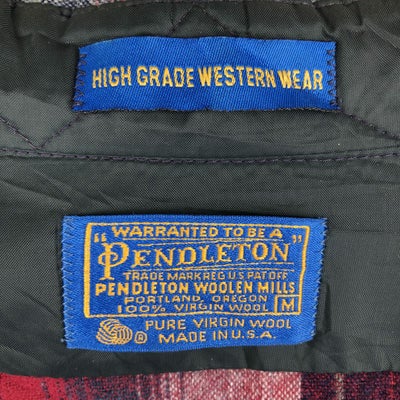 HIGH GRADE WESTERN WEAR
"WARRANTED TO BE A
PENDLETON"
TRADE MARK REG U.S PAT OFF
PENDLETON WOOLEN MILLS
PORTLAND, OREGON
100% VIRGIN WOOL M
® PURE VIRGIN WOOL
MADE IN U.S.A.